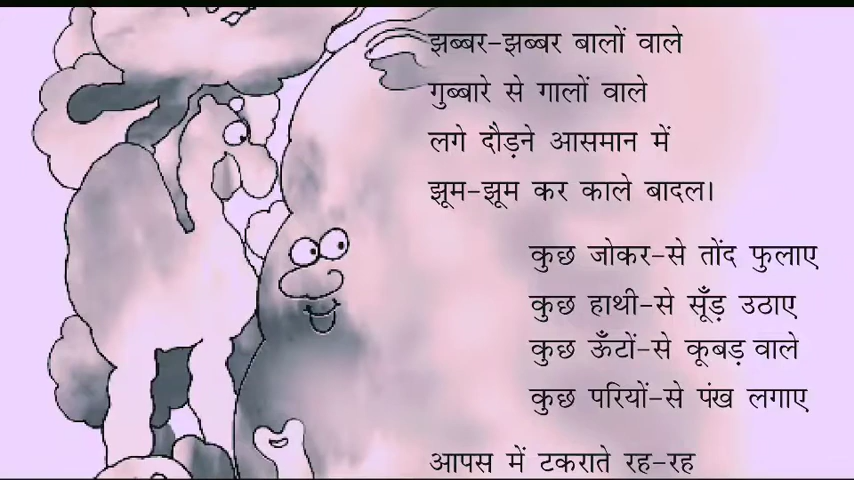 झब्बर-झब्बर बालों वाले
गुब्बारे से गालों वाले
लगे दौड़ने आसमान में
झूम-झूम कर काले बादल।
कुछ जोकर-से तोंद फुलाए
कुछ हाथी-से सूँड़ उठाए
कुछ ऊँटों-से कूबड़ वाले
कुछ परियों-से पंख लगाए
आपस में टकराते रह-रह